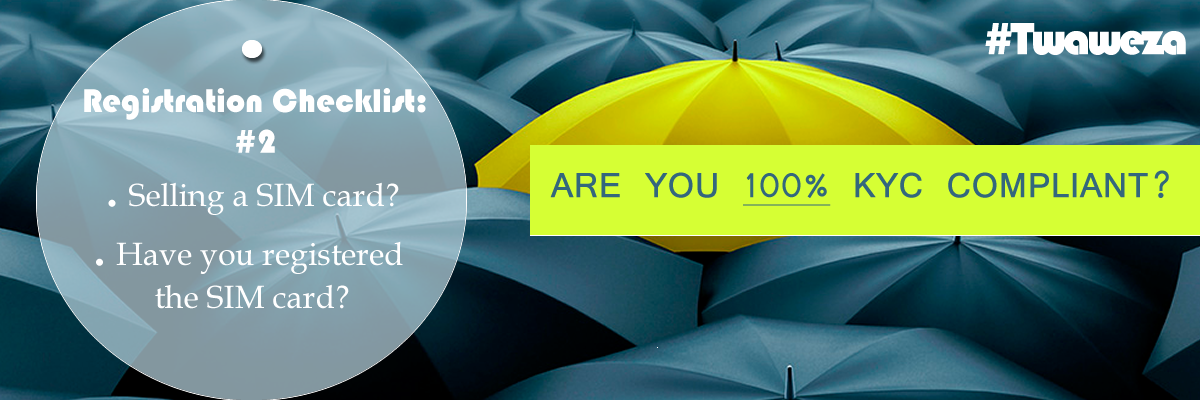 Registration Checklist:
#2
. Selling a SIM card?
. Have you registered
the SIM card?
#Twaweza
ARE YOU 100% KYC COMPLIANT?